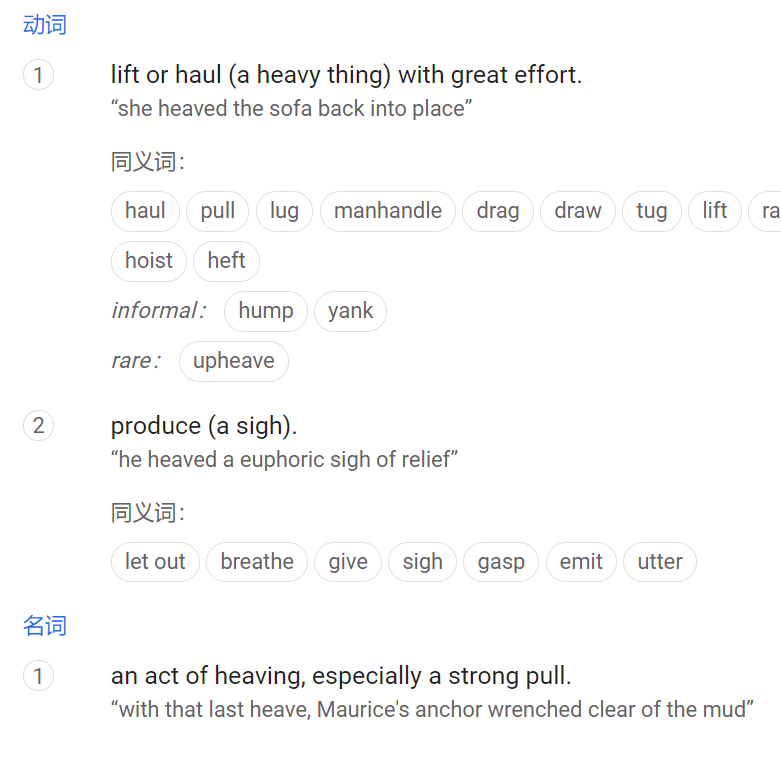 动词
1 lift or haul (a heavy thing) with great effort.
“she heaved the sofa back into place”
同义词：
haul pull lug manhandle drag draw tug lift
hoist heft
informal： hump yank
rare： upheave
2 produce (a sigh).
“he heaved a euphoric sigh of relief”
同义词：
let out breathe give sigh gasp emit utter
名词
1 an act of heaving, especially a strong pull.
“with that last heave, Maurice's anchor wrenched clear of the mud”